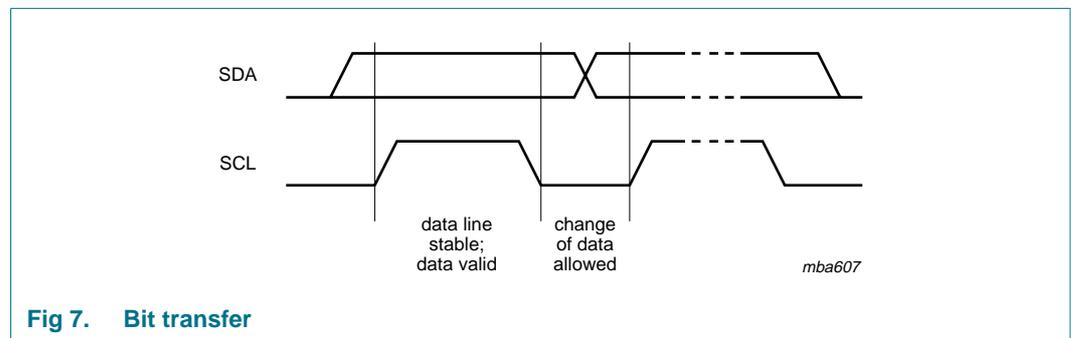 SDA
SCL
data line
stable;
data valid
change
of data
allowed
mba607
Fig 7. Bit transfer